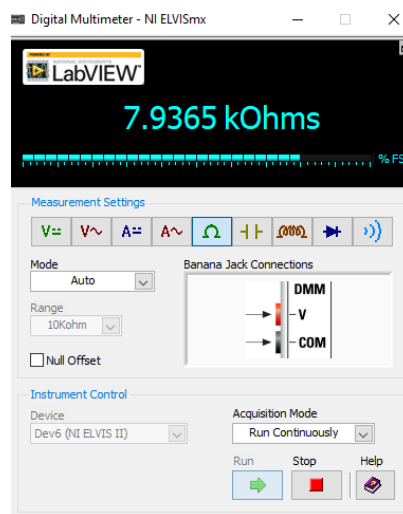 Digital Multimeter - NI ELVISmx
LabVIEW
7.9365 kOhms
% FS
Measurement Settings
V
V
A
A
Ω
Mode
Auto
Banana Jack Connections
DMM
V
COM
Range
10Kohm
Null Offset
Instrument Control
Device
Dev6 (NI ELVIS II)
Acquisition Mode
Run Continuously
Run Stop Help